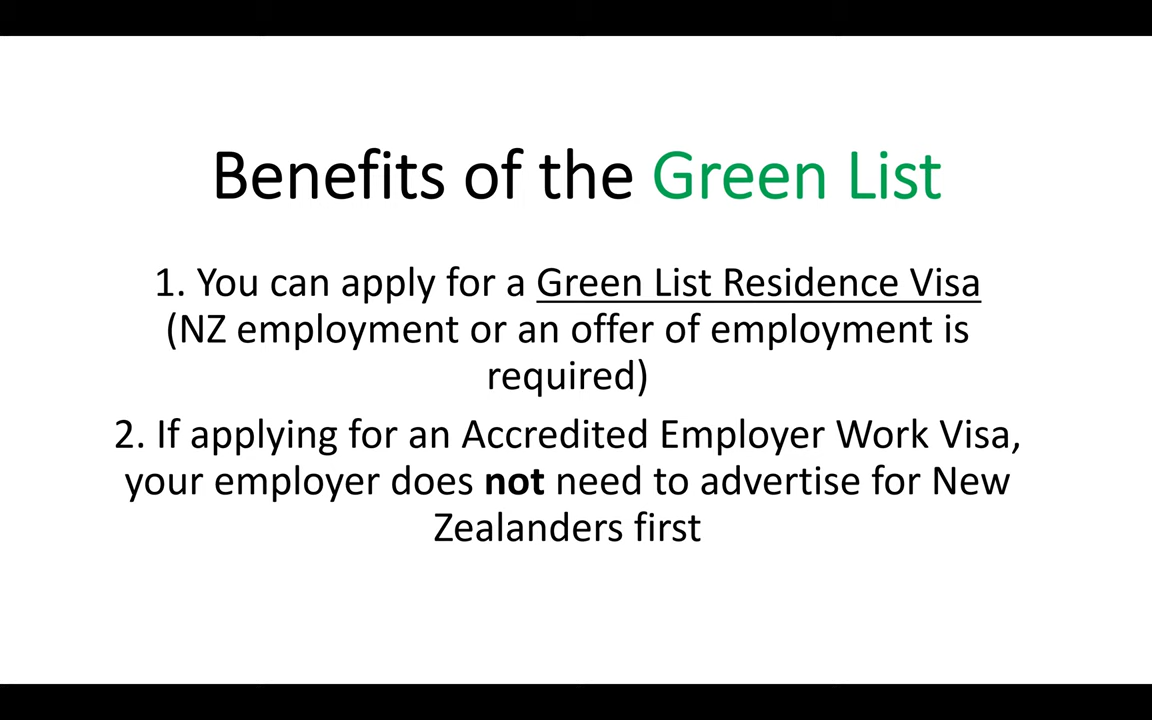 Benefits of the Green List
1. You can apply for a Green List Residence Visa
(NZ employment or an offer of employment is
required)
2. If applying for an Accredited Employer Work Visa,
your employer does not need to advertise for New
Zealanders first